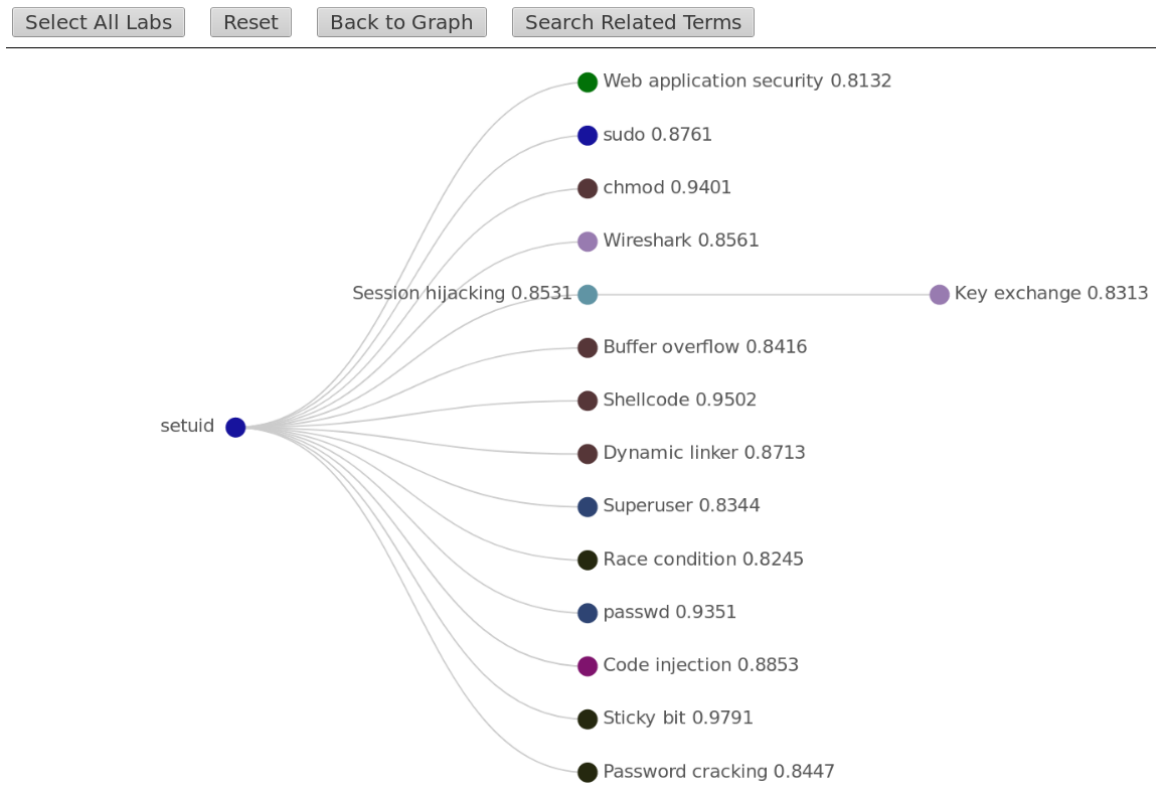 Select All Labs Reset Back to Graph Search Related Terms
Web application security 0.8132
sudo 0.8761
chmod 0.9401
Wireshark 0.8561
Session hijacking 0.8531 Key exchange 0.8313
Buffer overflow 0.8416
Shellcode 0.9502
setuid
Dynamic linker 0.8713
Superuser 0.8344
Race condition 0.8245
passwd 0.9351
Code injection 0.8853
Sticky bit 0.9791
Password cracking 0.8447